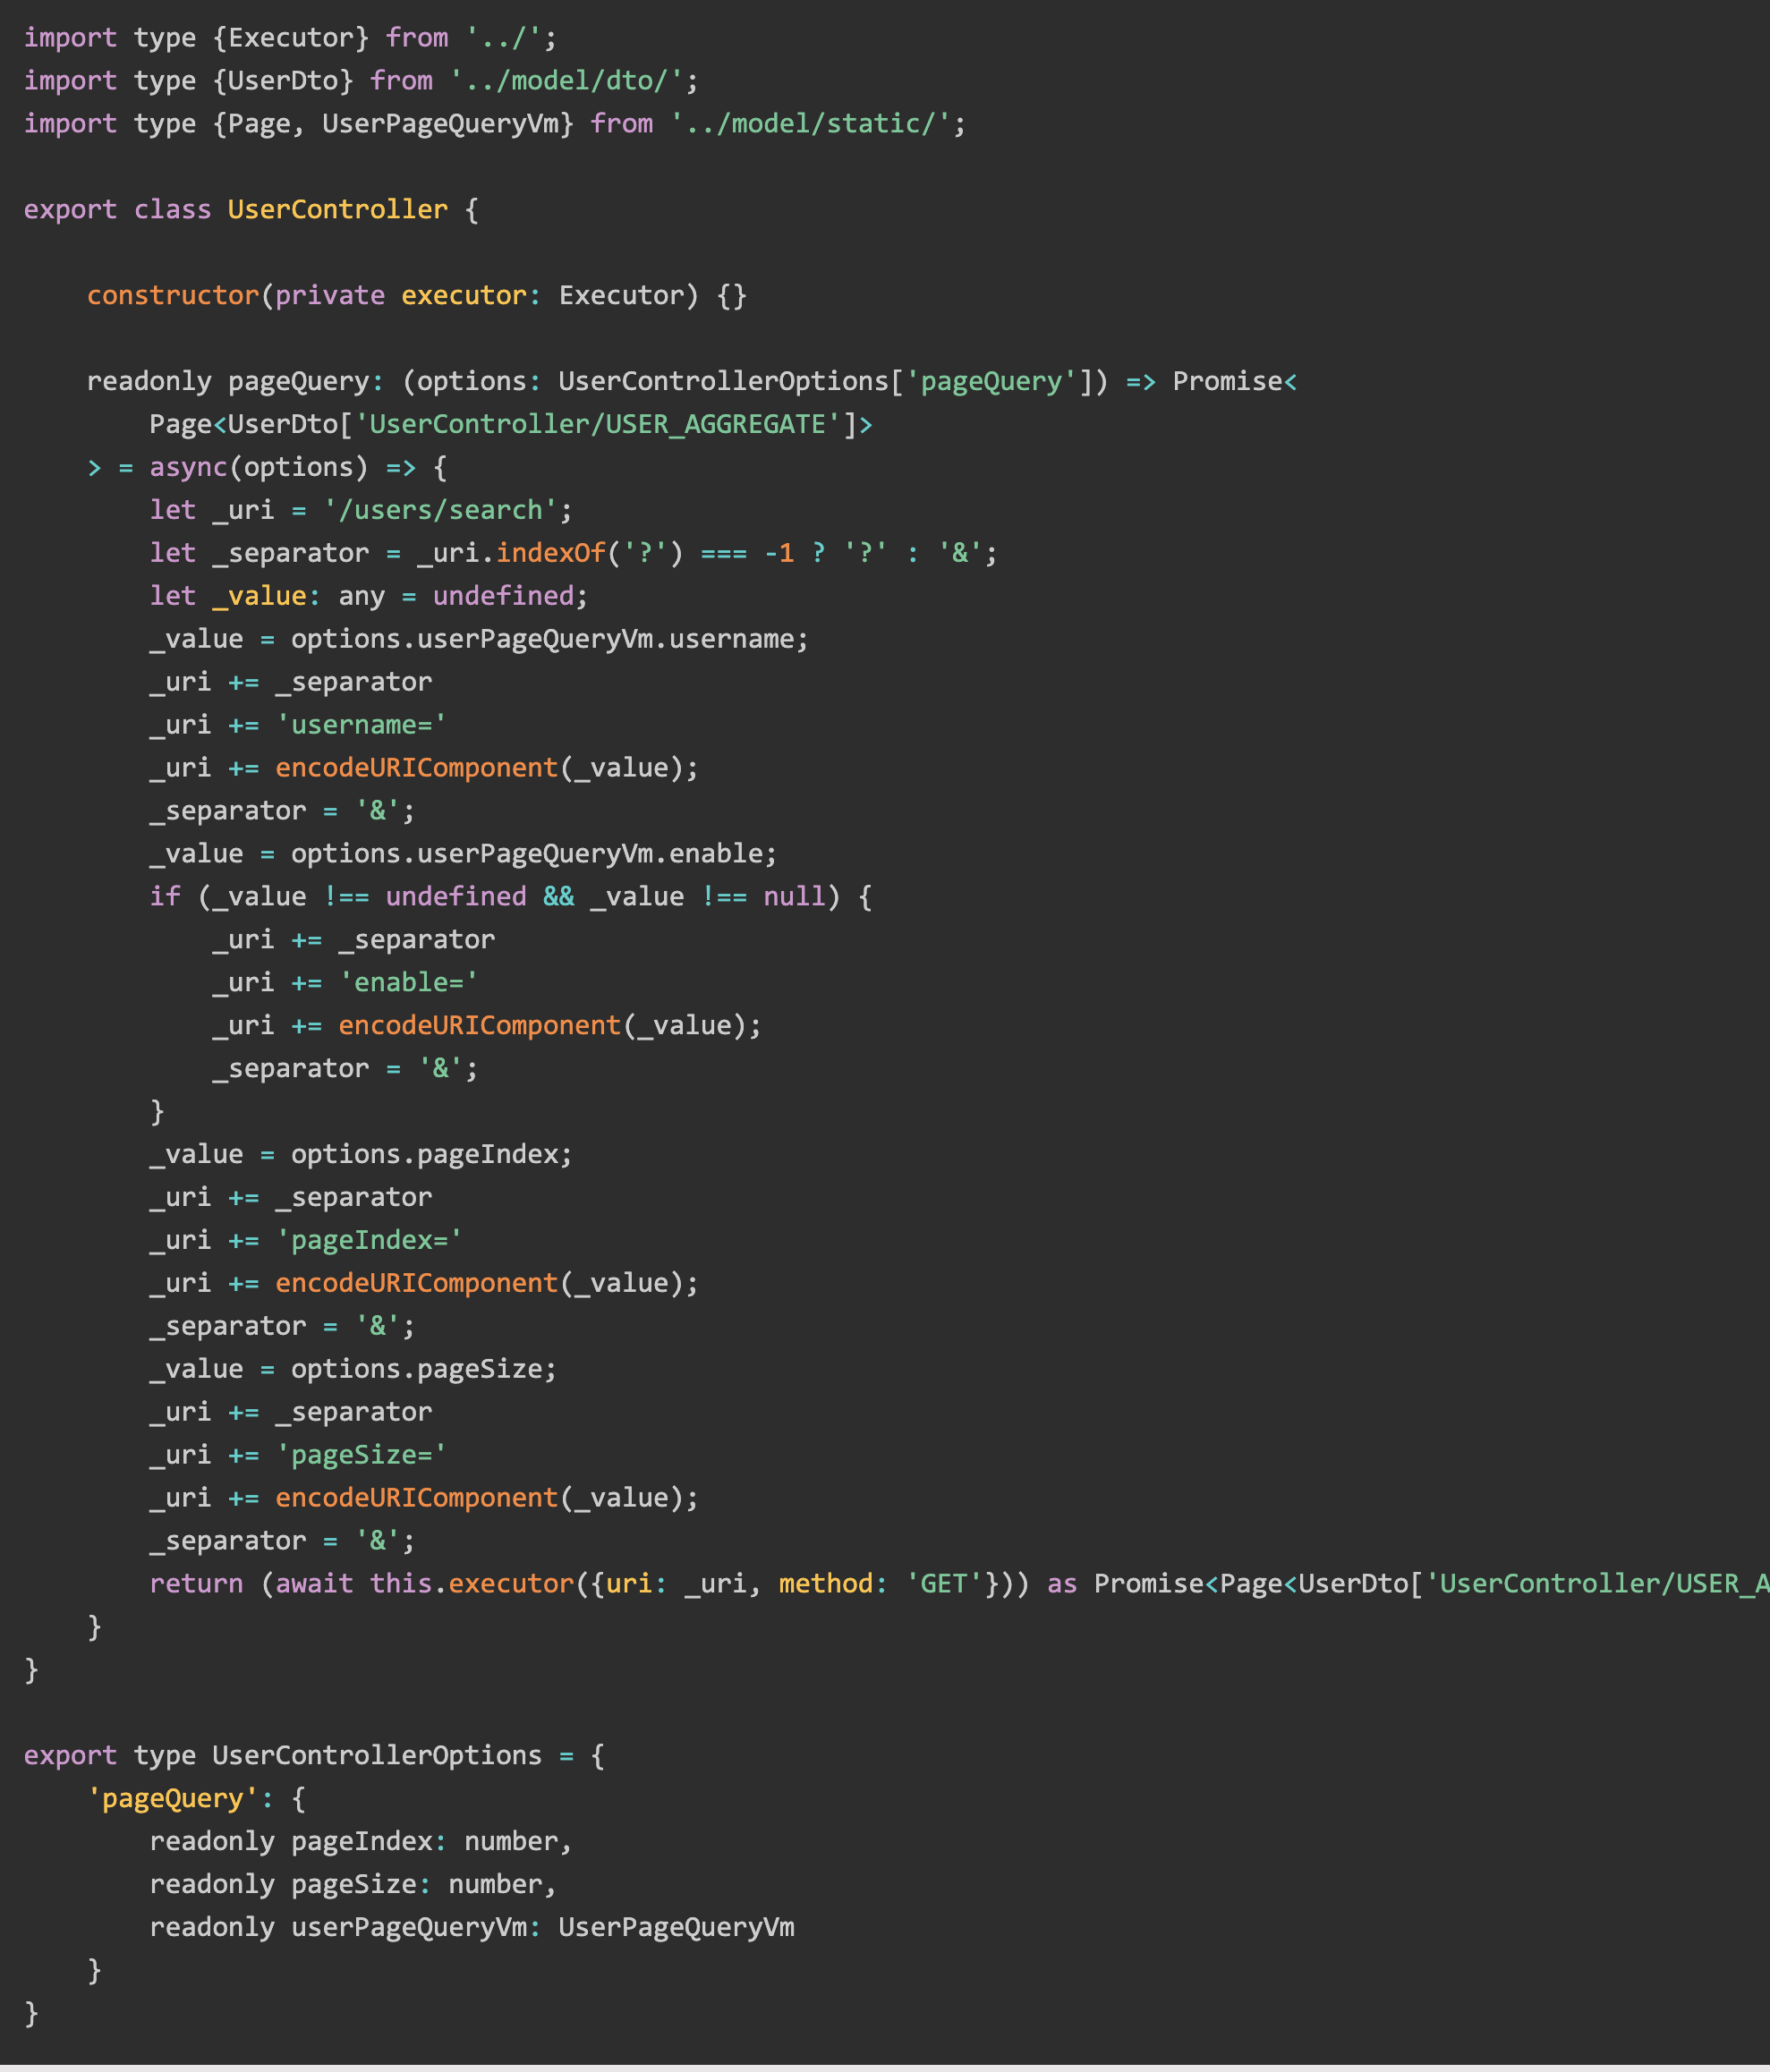 import type {Executor} from '../';
import type {UserDto} from '../model/dto/';
import type {Page, UserPageQueryVm} from '../model/static/';

export class UserController {

    constructor(private executor: Executor) {}

    readonly pageQuery: (options: UserControllerOptions['pageQuery']) => Promise<
        Page<UserDto['UserController/USER_AGGREGATE']>
    > = async(options) => {
        let _uri = '/users/search';
        let _separator = _uri.indexOf('?') === -1 ? '?' : '&';
        let _value: any = undefined;
        _value = options.userPageQueryVm.username;
        _uri += _separator
        _uri += 'username='
        _uri += encodeURIComponent(_value);
        _separator = '&';
        _value = options.userPageQueryVm.enable;
        if (_value !== undefined && _value !== null) {
            _uri += _separator
            _uri += 'enable='
            _uri += encodeURIComponent(_value);
            _separator = '&';
        }
        _value = options.pageIndex;
        _uri += _separator
        _uri += 'pageIndex='
        _uri += encodeURIComponent(_value);
        _separator = '&';
        _value = options.pageSize;
        _uri += _separator
        _uri += 'pageSize='
        _uri += encodeURIComponent(_value);
        _separator = '&';
        return (await this.executor({uri: _uri, method: 'GET'})) as Promise<Page<UserDto['UserController/USER_A
    }
}

export type UserControllerOptions = {
    'pageQuery': {
        readonly pageIndex: number,
        readonly pageSize: number,
        readonly userPageQueryVm: UserPageQueryVm
    }
}